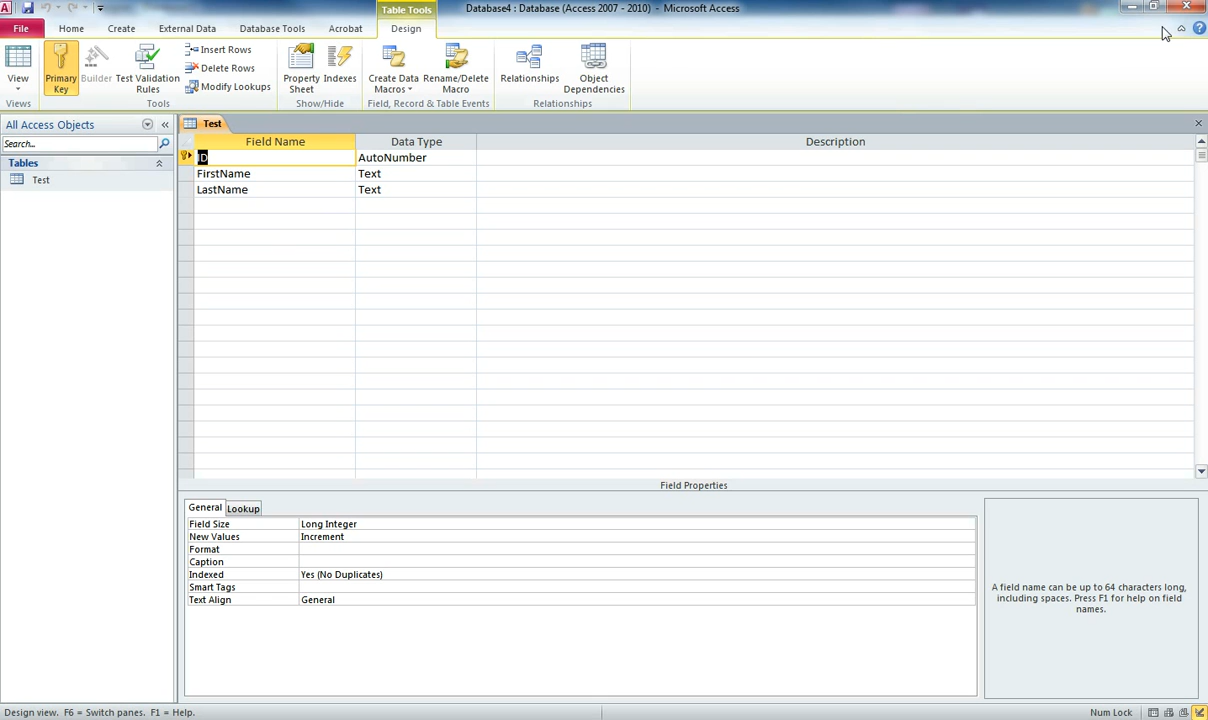 Table Tools
Database4 : Database (Access 2007 - 2010) - Microsoft Access
File Home Create External Data Database Tools Acrobat Design
View
Primary Key
Builder
Test Validation Rules
Insert Rows
Delete Rows
Modify Lookups
Property Sheet
Indexes
Create Data Macros
Rename/Delete Macro
Relationships
Object Dependencies
Views Tools Show/Hide Field, Record & Table Events Relationships
All Access Objects
Search...
Tables
Test
Test
Field Name Data Type Description
ID AutoNumber
FirstName Text
LastName Text
Field Properties
General Lookup
Field Size Long Integer
New Values Increment
Format
Caption
Indexed Yes (No Duplicates)
Smart Tags
Text Align General
A field name can be up to 64 characters long,
including spaces. Press F1 for help on field
names.
Design view. F6 = Switch panes. F1 = Help.
Num Lock